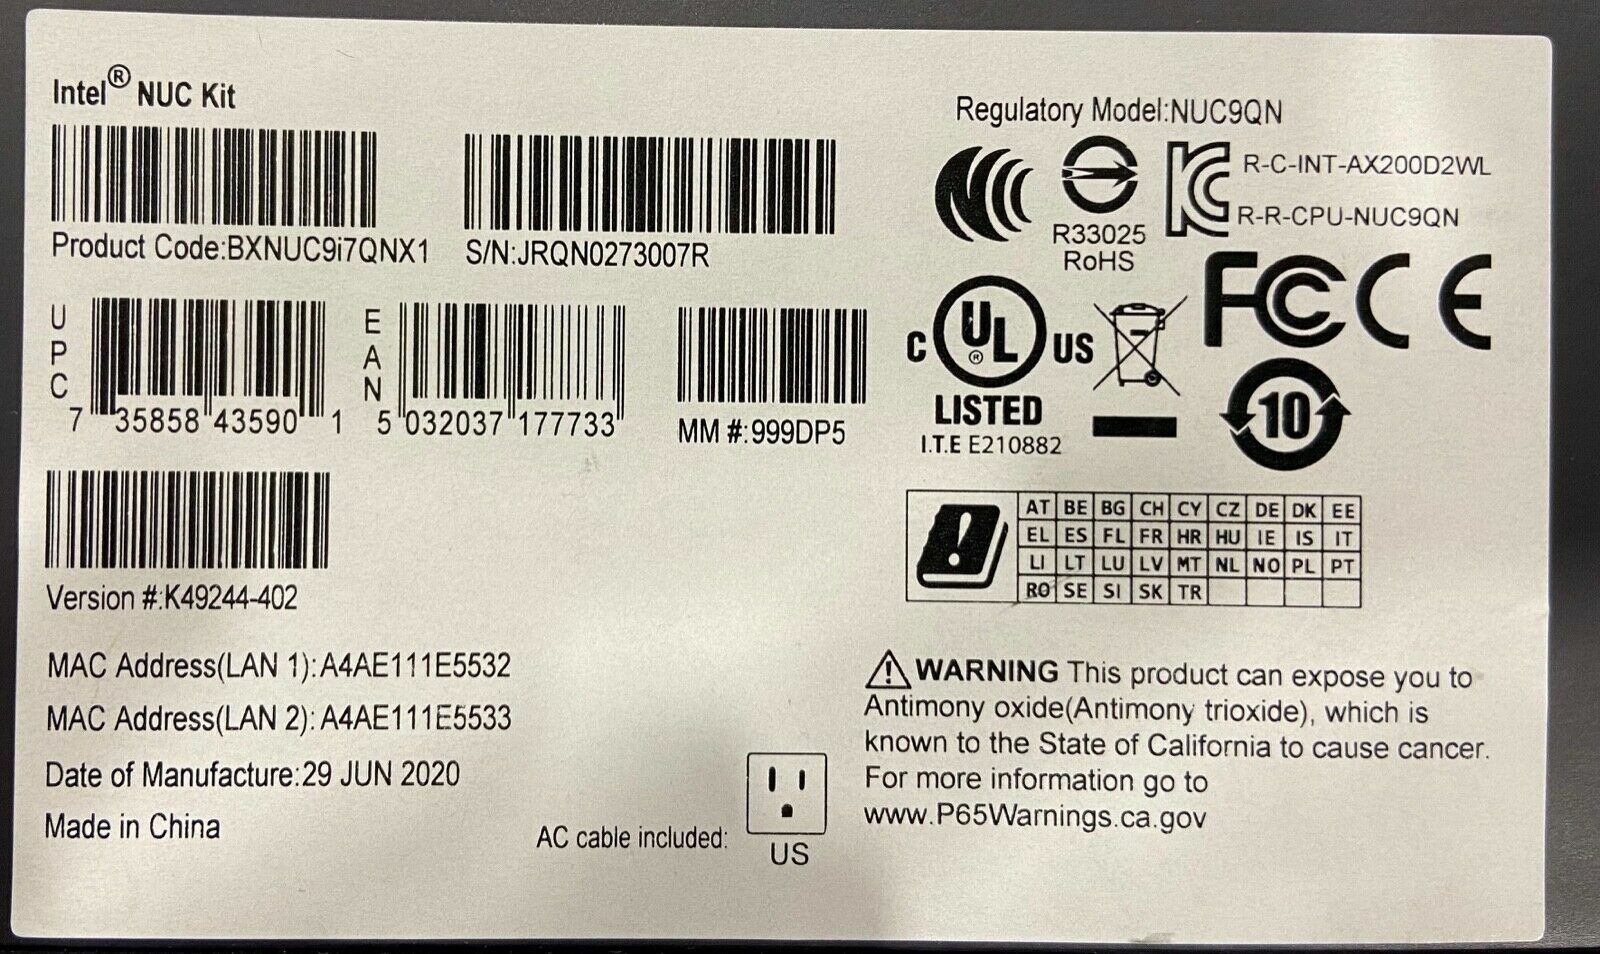 Intel® NUC Kit
Product Code:BXNUC9i7QNX1
S/N:JRQN0273007R
UPC
7 35858 43590 1
EAN
5 032037 177733
MM #:999DP5
Version #:K49244-402
MAC Address(LAN 1):A4AE111E5532
MAC Address(LAN 2):A4AE111E5533
Date of Manufacture:29 JUN 2020
Made in China
AC cable included:
US
Regulatory Model:NUC9QN
R33025
RoHS
R-C-INT-AX200D2WL
R-R-CPU-NUC9QN
C UL® US
LISTED
I.T.E E210882
FC CE
10
AT BE BG CH CY CZ DE DK EE
EL ES FL FR HR HU IE IS IT
LI LT LU LV MT NL NO PL PT
RO SE SI SK TR
WARNING This product can expose you to
Antimony oxide(Antimony trioxide), which is
known to the State of California to cause cancer.
For more information go to
www.P65Warnings.ca.gov